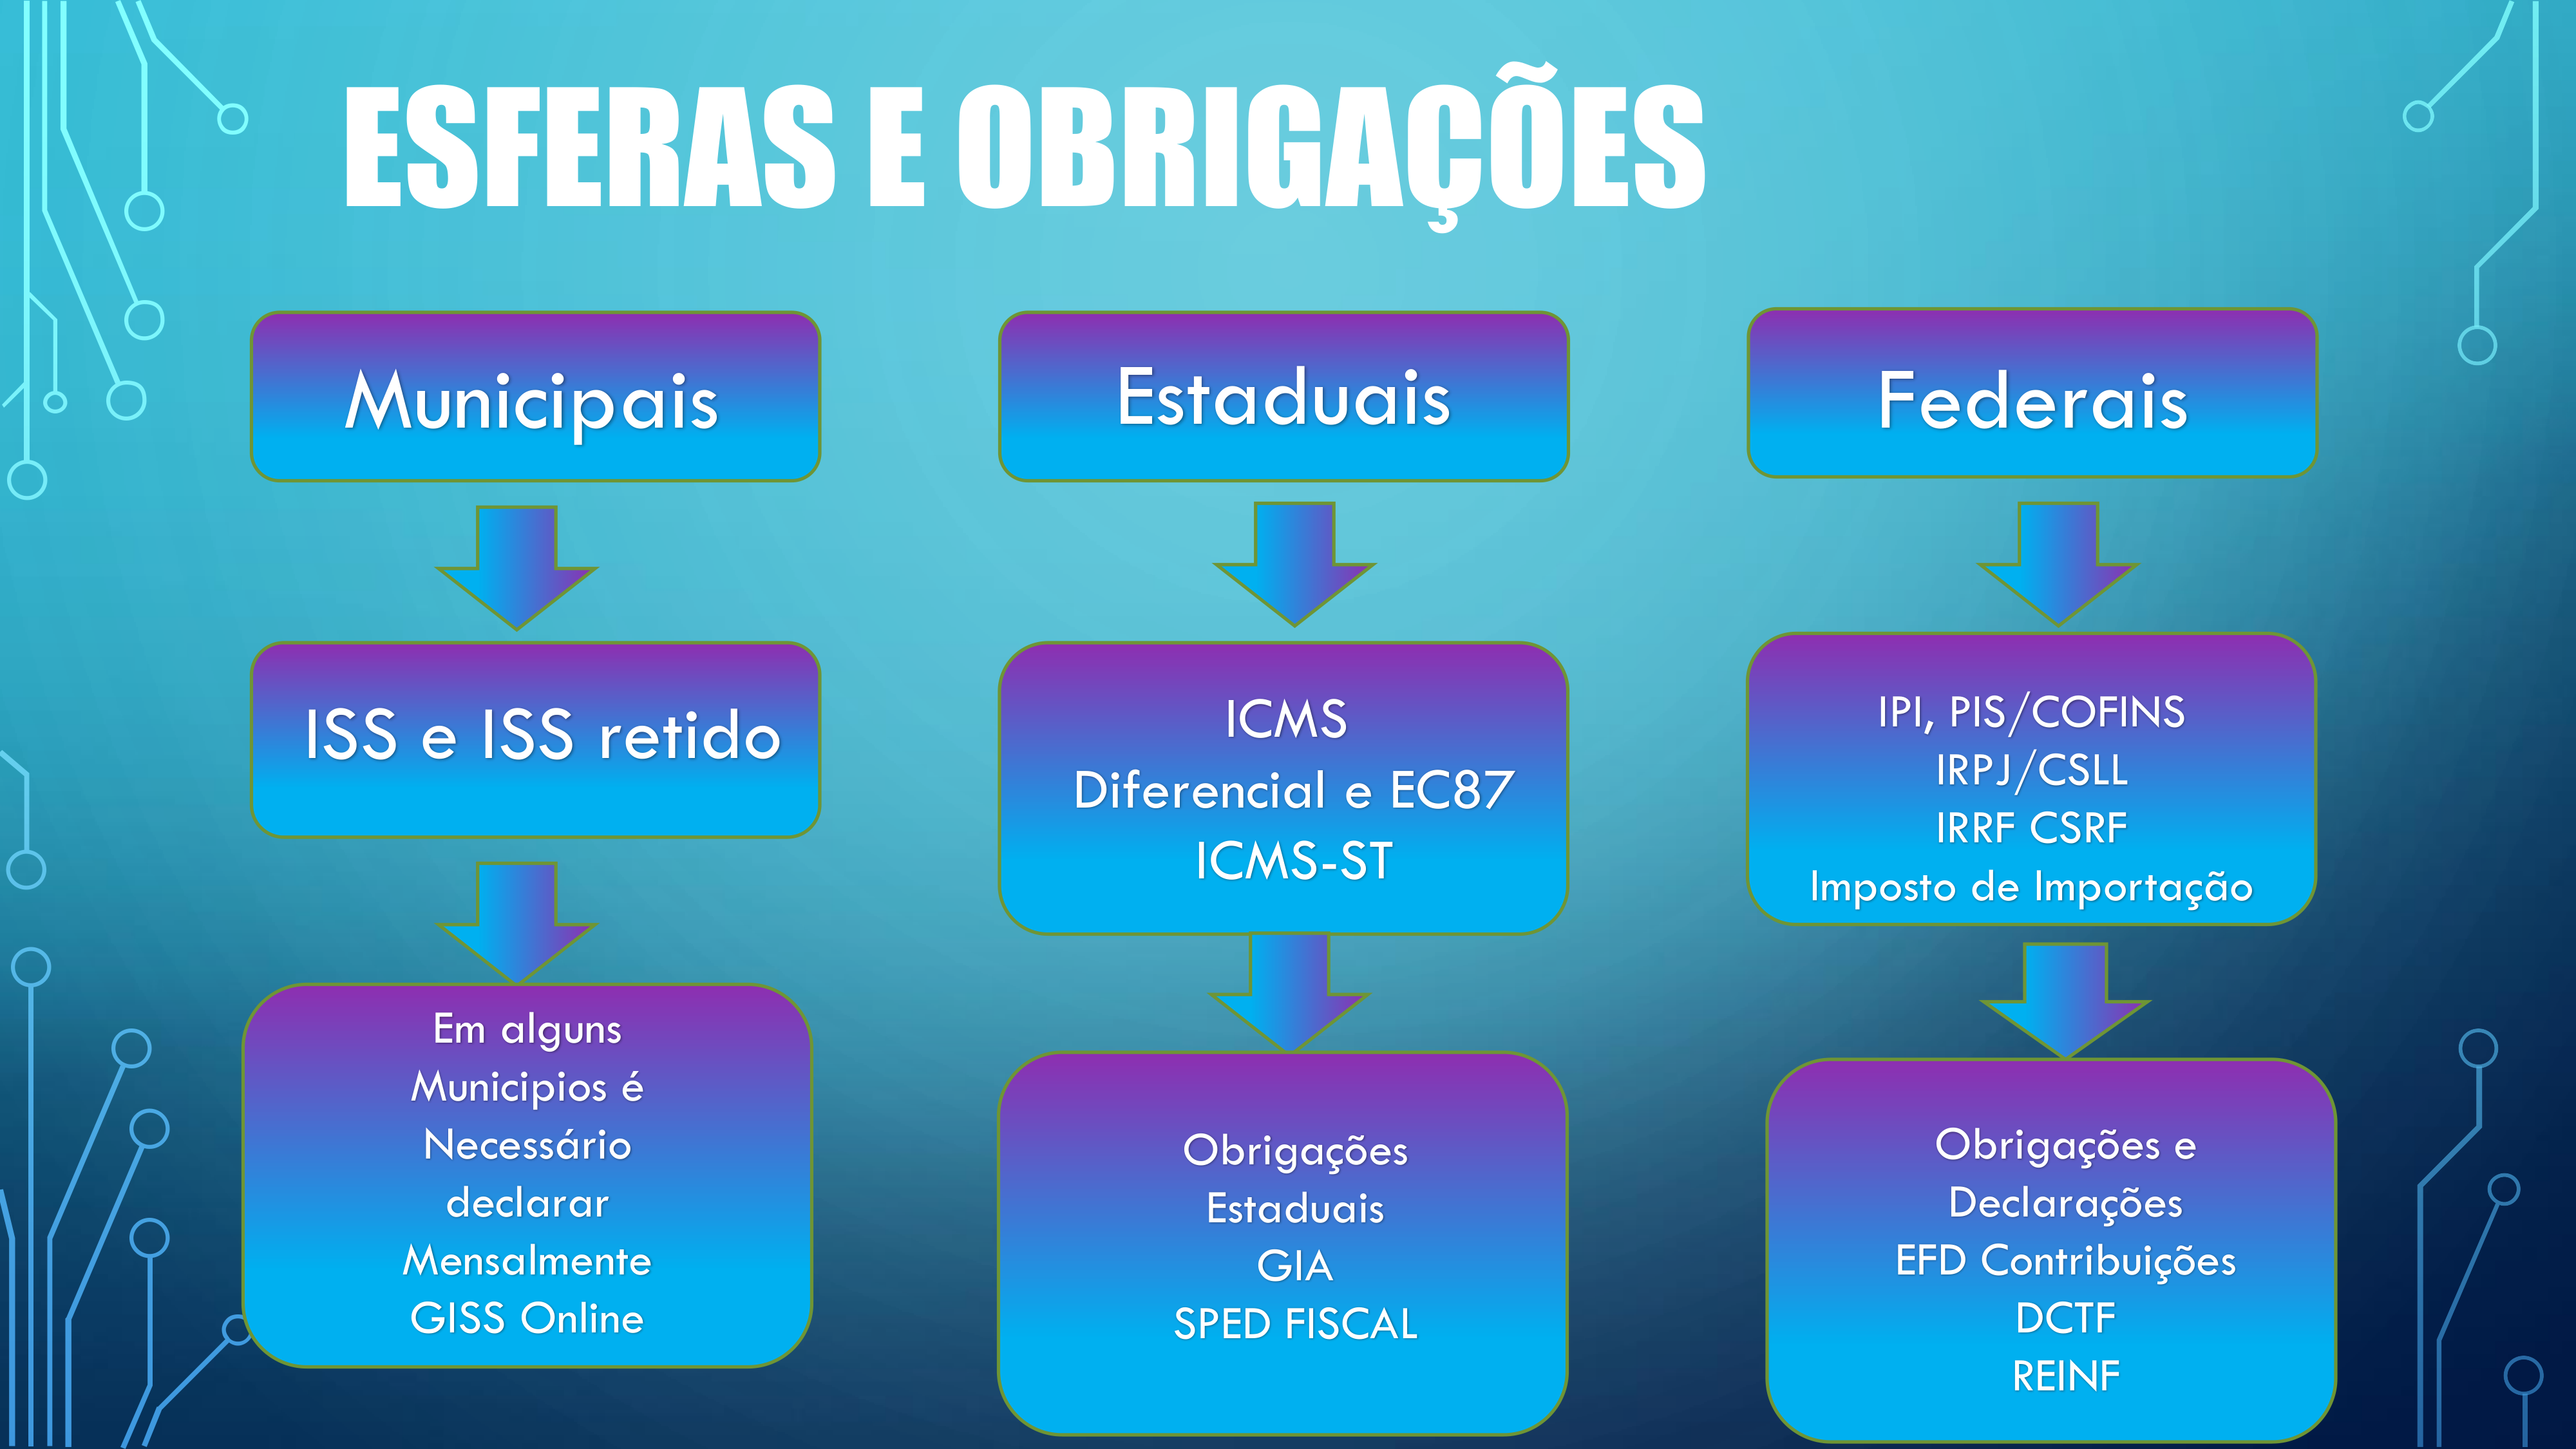 ESFERAS E OBRIGAÇÕES
Municipais
ISS e ISS retido
Em alguns
Municipios é
Necessário
declarar
Mensalmente
GISS Online
Estaduais
ICMS
Diferencial e EC87
ICMS-ST
Obrigações
Estaduais
GIA
SPED FISCAL
Federais
IPI, PIS/COFINS
IRPJ/CSLL
IRRF CSRF
Imposto de Importação
Obrigações e
Declarações
EFD Contribuições
DCTF
REINF